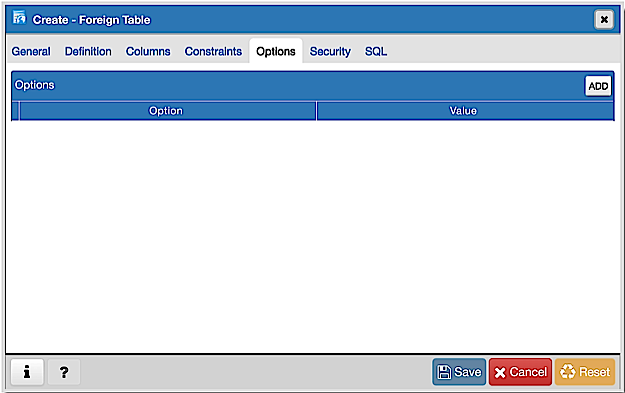 Create - Foreign Table
General Definition Columns Constraints Options Security SQL
Options ADD
Option Value
i ? Save Cancel Reset